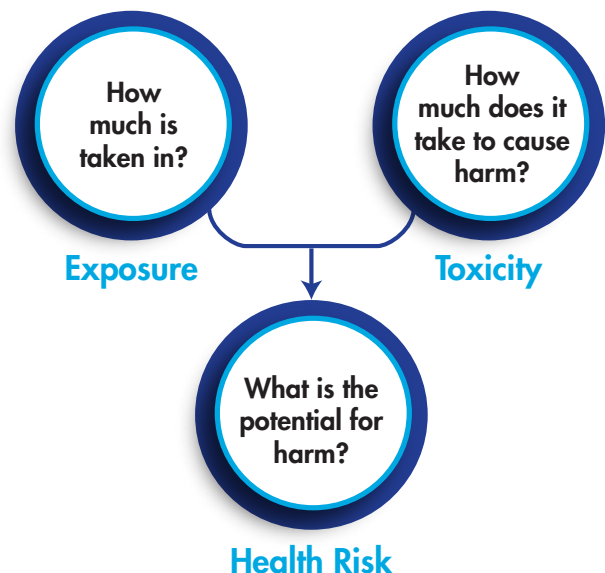 How
much is
taken in?
Exposure
How
much does it
take to cause
harm?
Toxicity
What is the
potential for
harm?
Health Risk